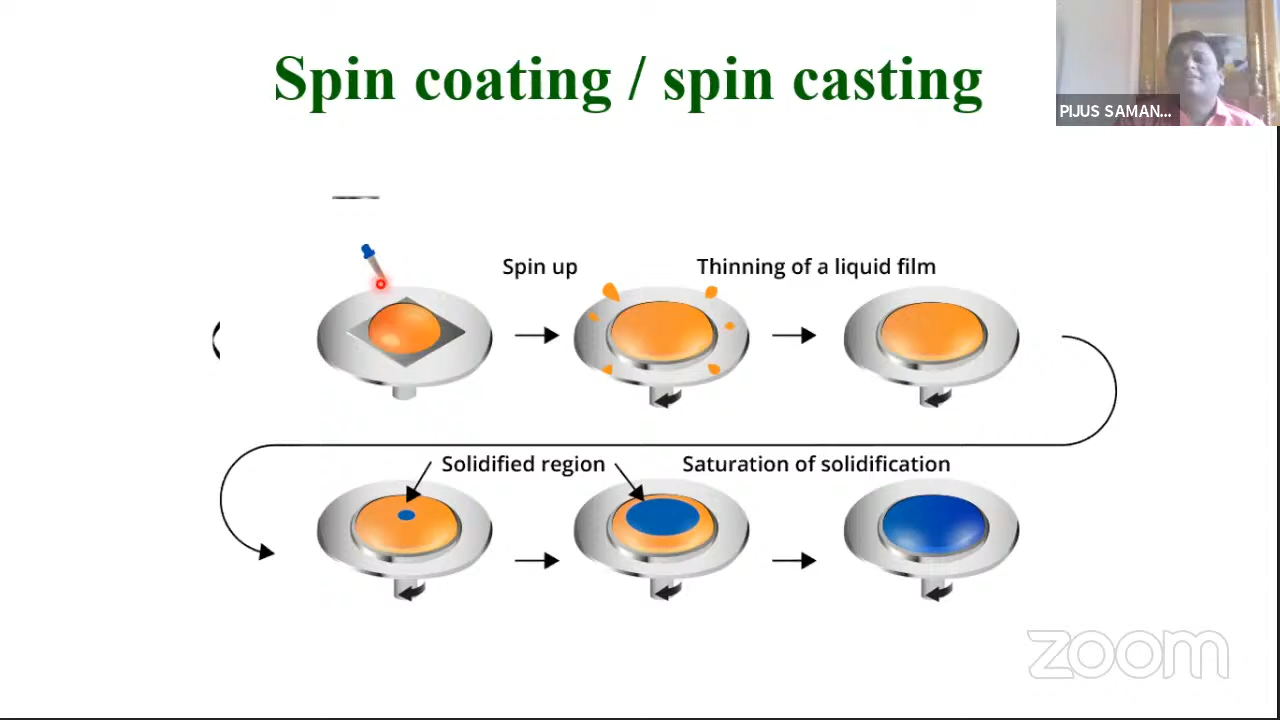 Spin coating / spin casting
PIJUS SAMAN...
Spin up
Thinning of a liquid film
Solidified region
Saturation of solidification
zoom